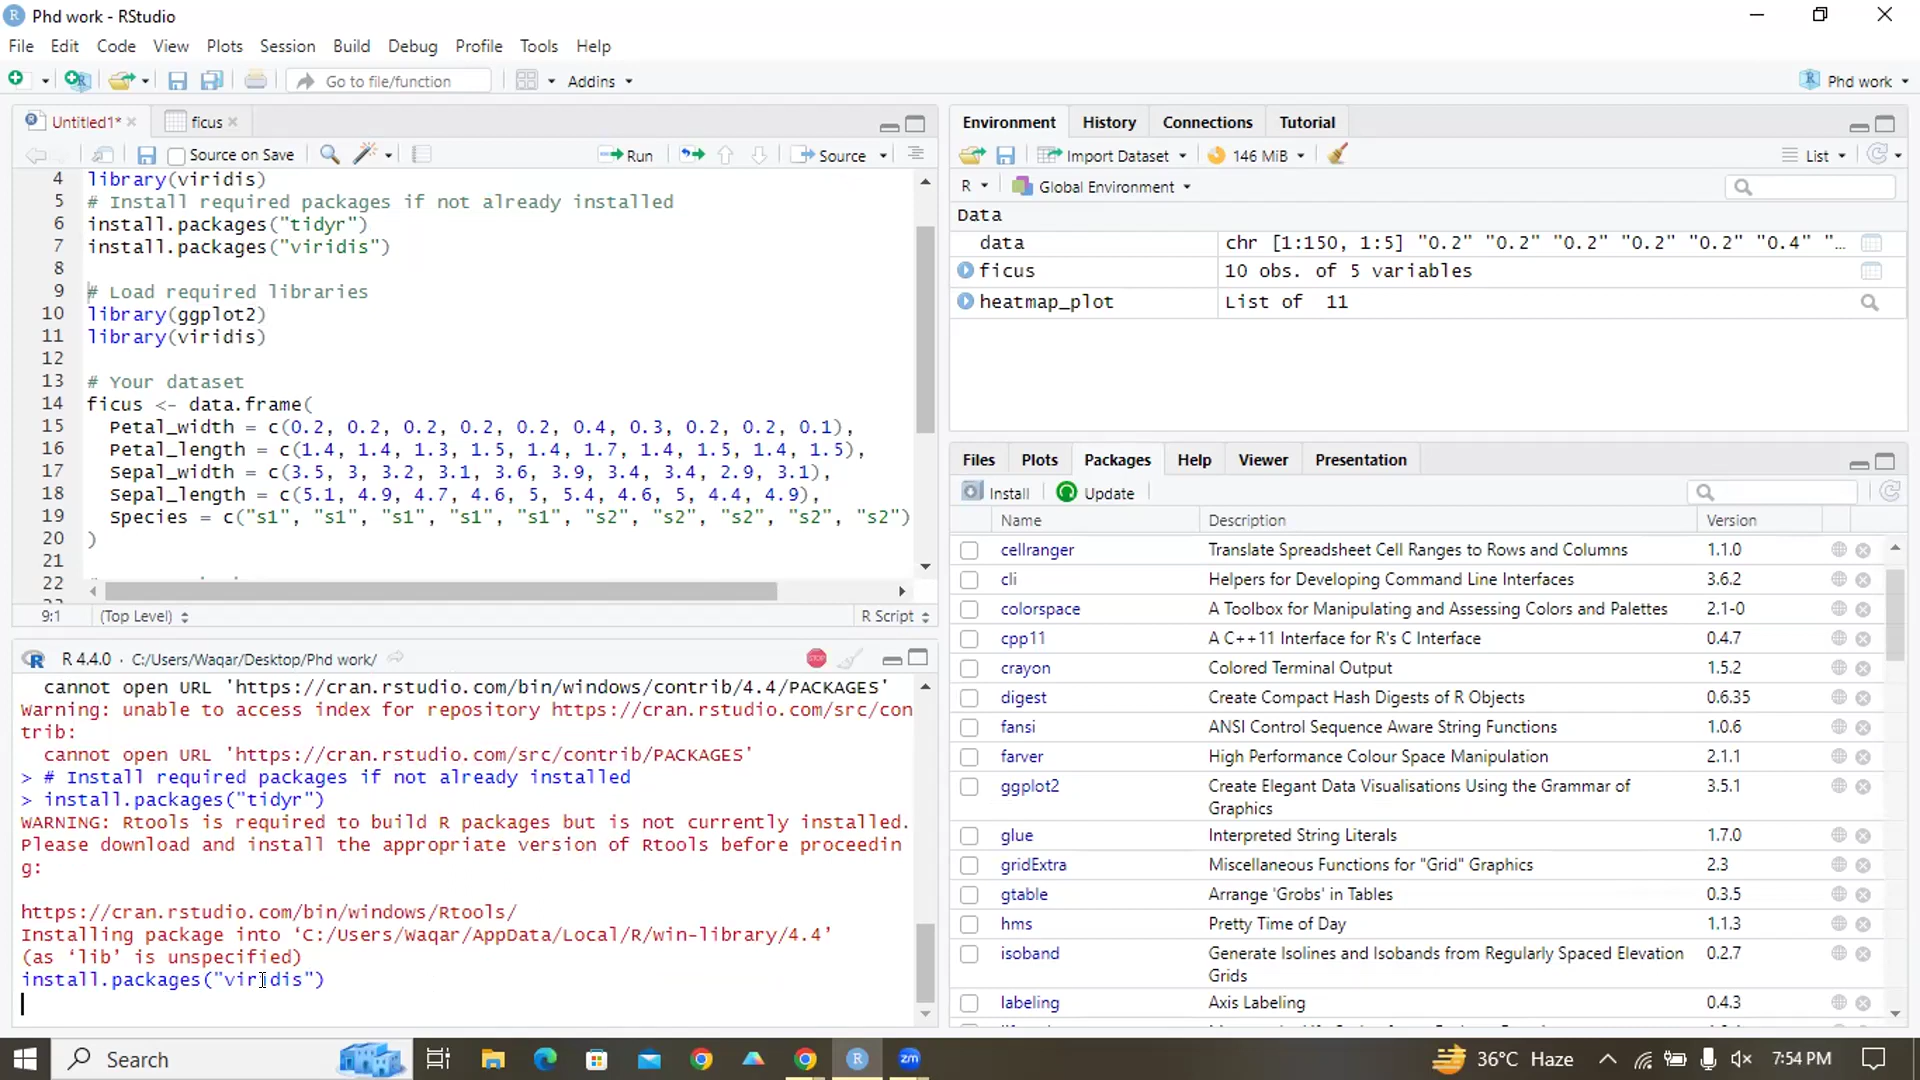 Phd work - RStudio
File Edit Code View Plots Session Build Debug Profile Tools Help
Go to file/function Addins Phd work
Untitled1* ficus
Source on Save Run Source
4 library(viridis)
5 # Install required packages if not already installed
6 install.packages("tidyr")
7 install.packages("viridis")
8
9 # Load required libraries
10 library(ggplot2)
11 library(viridis)
12
13 # Your dataset
14 ficus <- data.frame(
15 Petal_width = c(0.2, 0.2, 0.2, 0.2, 0.2, 0.4, 0.3, 0.2, 0.2, 0.1),
16 Petal_length = c(1.4, 1.4, 1.3, 1.5, 1.4, 1.7, 1.4, 1.5, 1.4, 1.5),
17 Sepal_width = c(3.5, 3, 3.2, 3.1, 3.6, 3.9, 3.4, 3.4, 2.9, 3.1),
18 Sepal_length = c(5.1, 4.9, 4.7, 4.6, 5, 5.4, 4.6, 5, 4.4, 4.9),
19 Species = c("s1", "s1", "s1", "s1", "s1", "s2", "s2", "s2", "s2", "s2")
20 )
21
22
9:1 (Top Level) R Script
R 4.4.0 · C:/Users/Waqar/Desktop/Phd work/
cannot open URL 'https://cran.rstudio.com/bin/windows/contrib/4.4/PACKAGES'
Warning: unable to access index for repository https://cran.rstudio.com/src/con
trib:
cannot open URL 'https://cran.rstudio.com/src/contrib/PACKAGES'
> # Install required packages if not already installed
> install.packages("tidyr")
WARNING: Rtools is required to build R packages but is not currently installed.
Please download and install the appropriate version of Rtools before proceedin
g:
https://cran.rstudio.com/bin/windows/Rtools/
Installing package into ‘C:/Users/Waqar/AppData/Local/R/win-library/4.4’
(as ‘lib’ is unspecified)
install.packages("viridis")
Environment History Connections Tutorial
Import Dataset 146 MiB List
R Global Environment
Data
data chr [1:150, 1:5] "0.2" "0.2" "0.2" "0.2" "0.2" "0.4" "…
ficus 10 obs. of 5 variables
heatmap_plot List of 11
Files Plots Packages Help Viewer Presentation
Install Update
Name Description Version
cellranger Translate Spreadsheet Cell Ranges to Rows and Columns 1.1.0
cli Helpers for Developing Command Line Interfaces 3.6.2
colorspace A Toolbox for Manipulating and Assessing Colors and Palettes 2.1-0
cpp11 A C++11 Interface for R's C Interface 0.4.7
crayon Colored Terminal Output 1.5.2
digest Create Compact Hash Digests of R Objects 0.6.35
fansi ANSI Control Sequence Aware String Functions 1.0.6
farver High Performance Colour Space Manipulation 2.1.1
ggplot2 Create Elegant Data Visualisations Using the Grammar of 3.5.1
Graphics
glue Interpreted String Literals 1.7.0
gridExtra Miscellaneous Functions for "Grid" Graphics 2.3
gtable Arrange 'Grobs' in Tables 0.3.5
hms Pretty Time of Day 1.1.3
isoband Generate Isolines and Isobands from Regularly Spaced Elevation 0.2.7
Grids
labeling Axis Labeling 0.4.3
Search zm 36°C Haze 7:54 PM